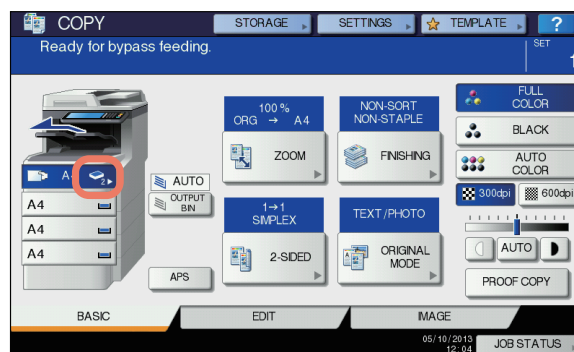 COPY
STORAGE
SETTINGS
TEMPLATE
?
Ready for bypass feeding.
SET
1
100 %
ORG → A4
NON-SORT
NON-STAPLE
FULL
COLOR
ZOOM
FINISHING
BLACK
AUTO
COLOR
A
2
AUTO
OUTPUT
BIN
300dpi
600dpi
A4
A4
A4
1→1
SIMPLEX
TEXT/PHOTO
2-SIDED
ORIGINAL
MODE
AUTO
APS
PROOF COPY
BASIC
EDIT
IMAGE
05/10/2013
12:04
JOB STATUS